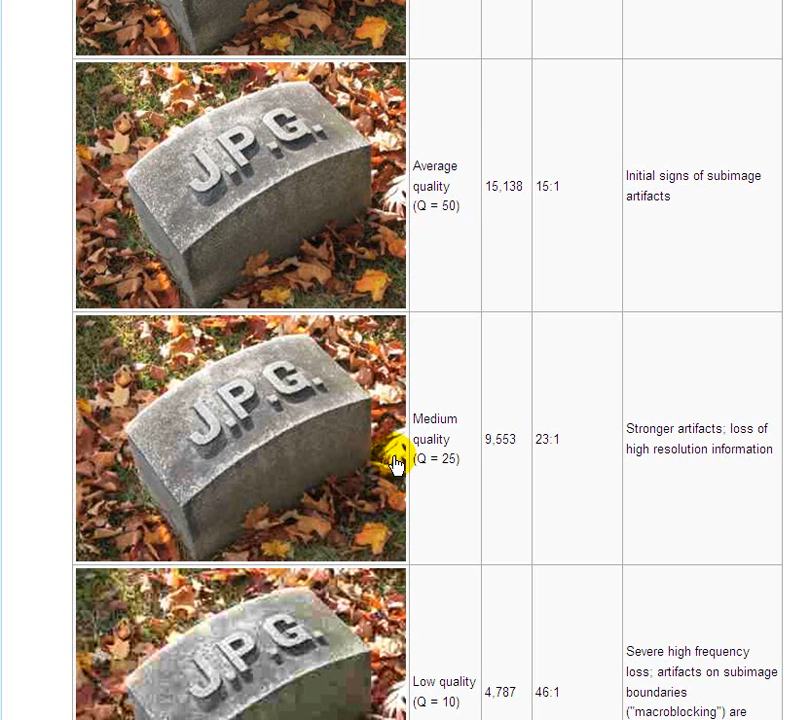 J.P.G.
Average
quality
(Q = 50)
15,138
15:1
Initial signs of subimage
artifacts
J.P.G.
Medium
quality
(Q = 25)
9,553
23:1
Stronger artifacts; loss of
high resolution information
J.P.G.
Low quality
(Q = 10)
4,787
46:1
Severe high frequency
loss; artifacts on subimage
boundaries
("macroblocking") are